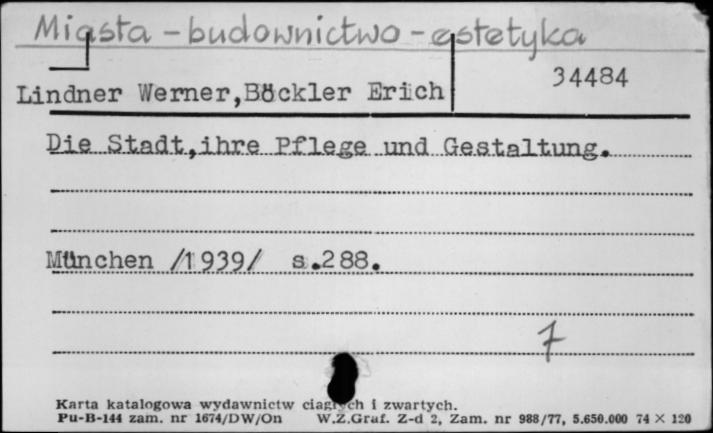 Miasta - budownictwo - estetyka
Lindner Werner,Böckler Erich
34484
Die Stadt,ihre Pflege und Gestaltung.
München /1939/ s.288.
7
Karta katalogowa wydawnictw ciągłych i zwartych.
Pu-B-144 zam. nr 1674/DW/On W.Z.Graf. Z-d 2, Zam. nr 988/77, 5.650.000 74 × 120